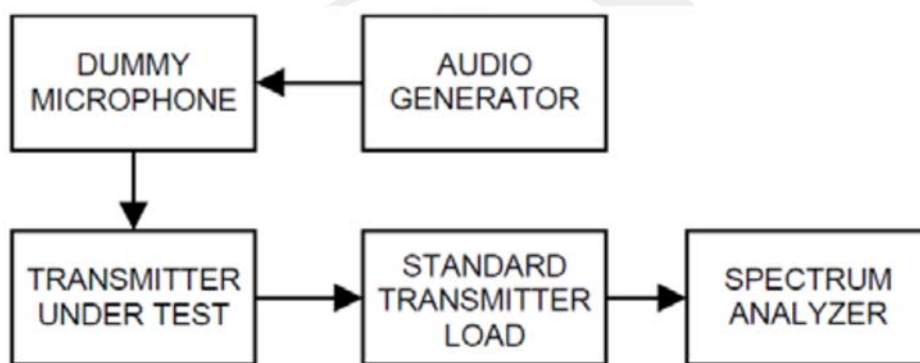 DUMMY
MICROPHONE
AUDIO
GENERATOR
TRANSMITTER
UNDER TEST
STANDARD
TRANSMITTER
LOAD
SPECTRUM
ANALYZER